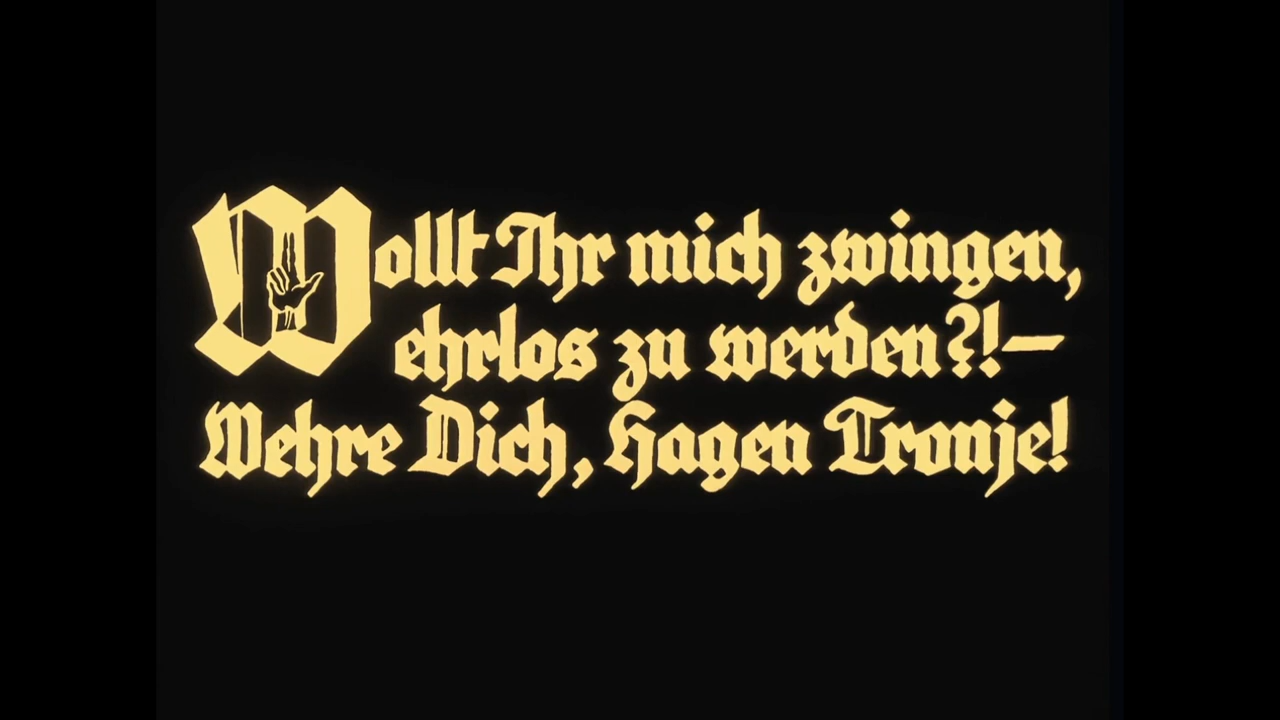 Wollt Ihr mich zwingen,
ehrlos zu werden?!—
Wehre Dich, Hagen Tronje!